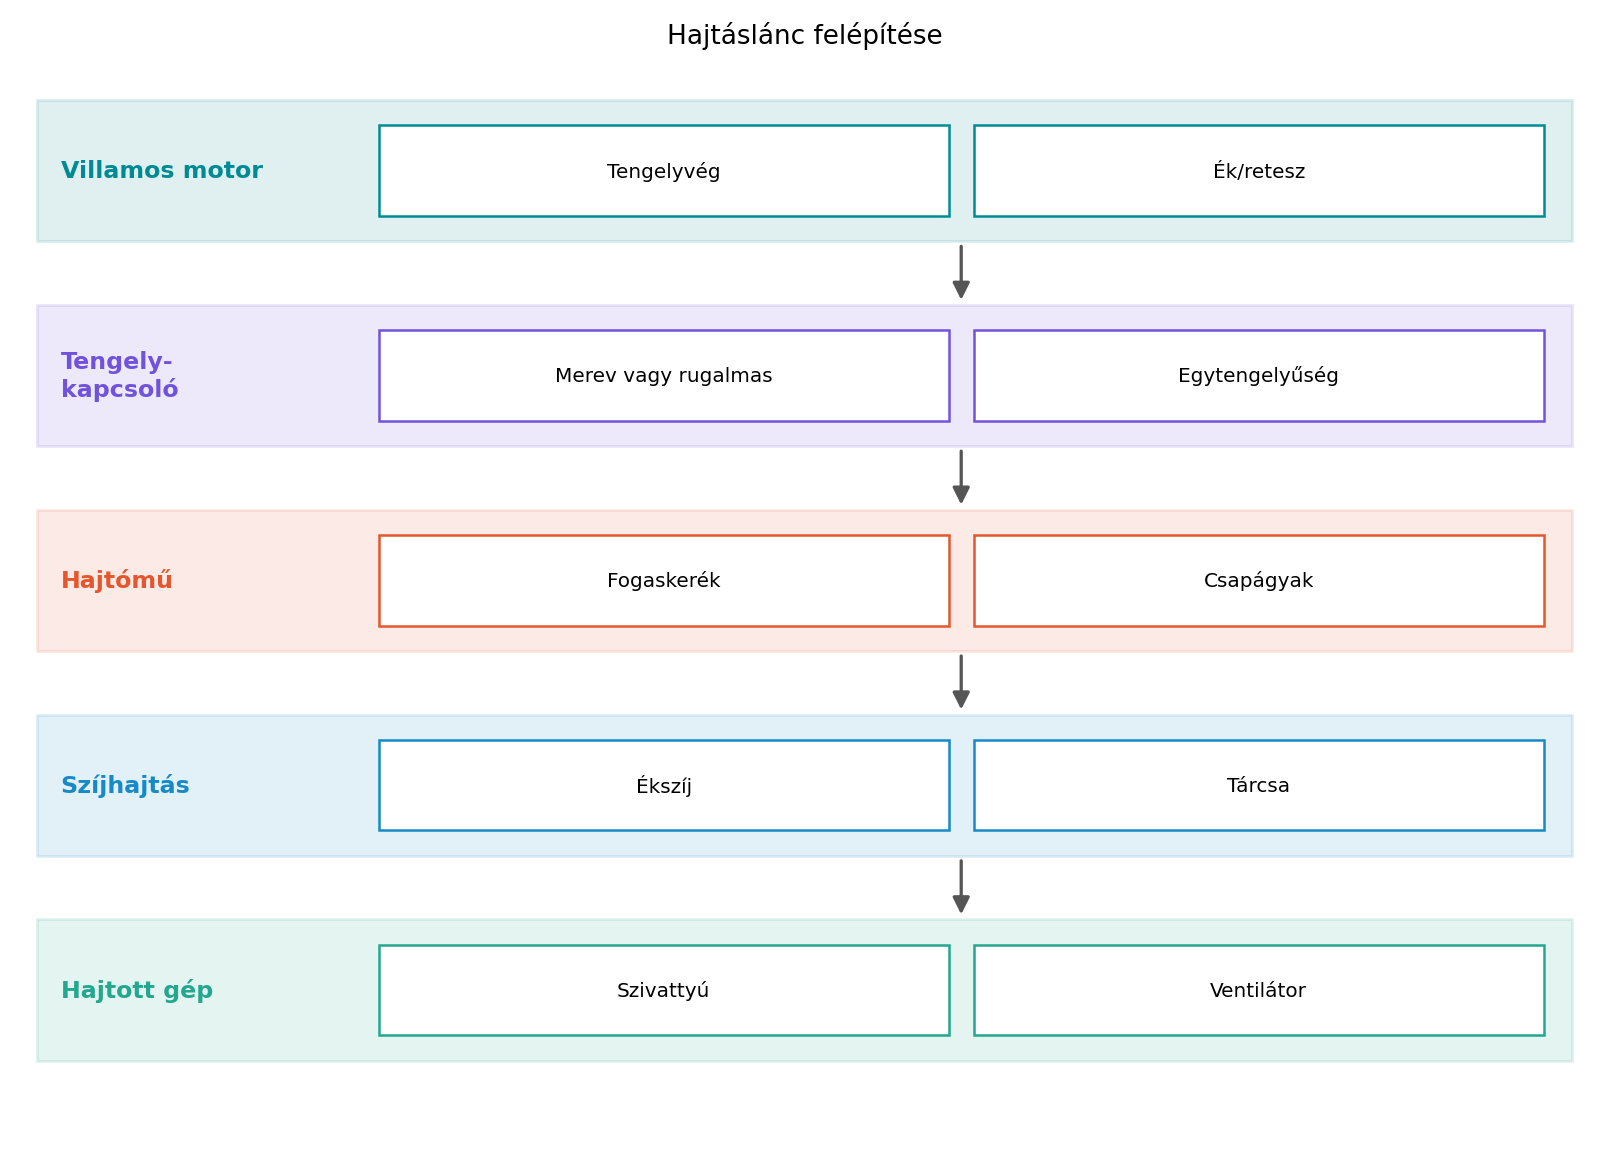 Hajtáslánc felépítése
Villamos motor
Tengelyvég
Ék/retesz
Tengely-
kapcsoló
Merev vagy rugalmas
Egytengelyűség
Hajtómű
Fogaskerék
Csapágyak
Szíjhajtás
Ékszíj
Tárcsa
Hajtott gép
Szivattyú
Ventilátor